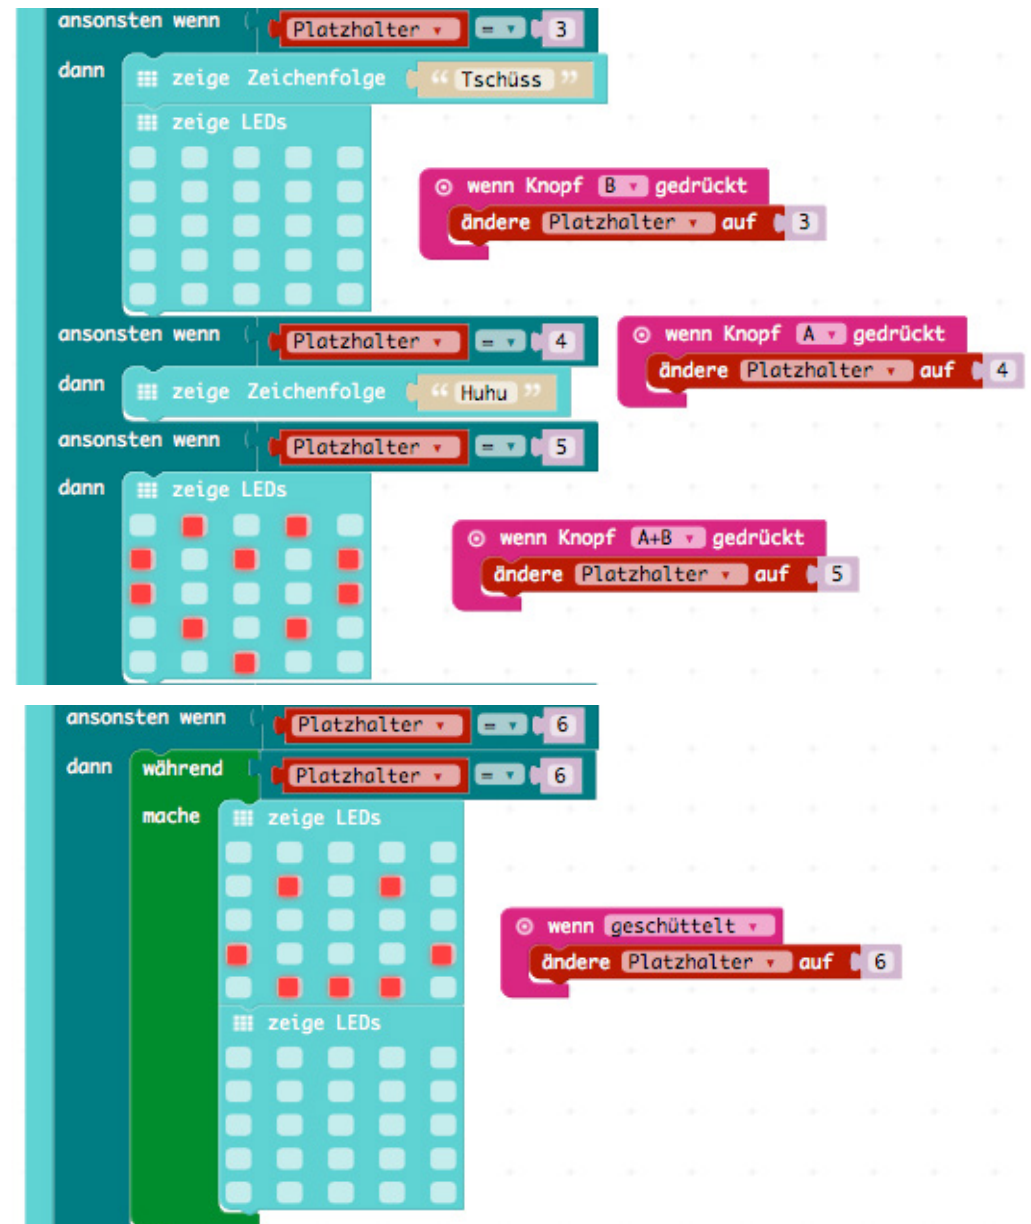 ansonsten wenn Platzhalter = 3
dann zeige Zeichenfolge “ Tschüss ”
zeige LEDs
wenn Knopf B gedrückt
ändere Platzhalter auf 3
ansonsten wenn Platzhalter = 4
dann zeige Zeichenfolge “ Huhu ”
wenn Knopf A gedrückt
ändere Platzhalter auf 4
ansonsten wenn Platzhalter = 5
dann zeige LEDs
wenn Knopf A+B gedrückt
ändere Platzhalter auf 5
ansonsten wenn Platzhalter = 6
dann während Platzhalter = 6
mache zeige LEDs
wenn geschüttelt
ändere Platzhalter auf 6
zeige LEDs